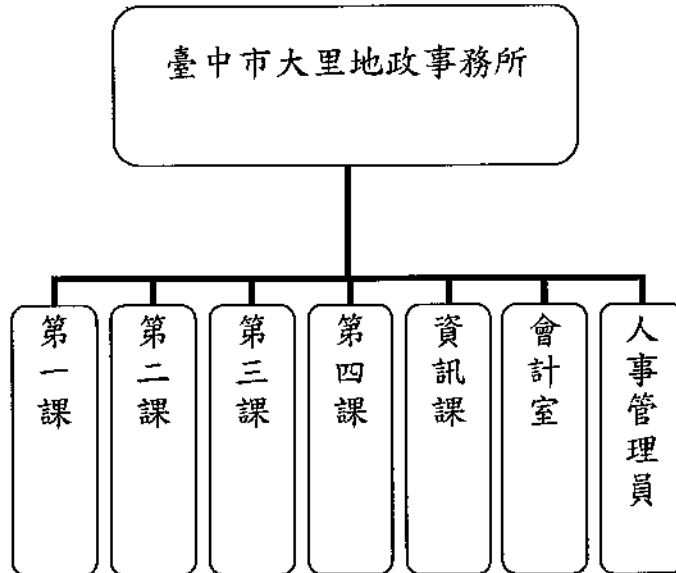 臺中市大里地政事務所
第一課
第二課
第三課
第四課
資訊課
會計室
人事管理員